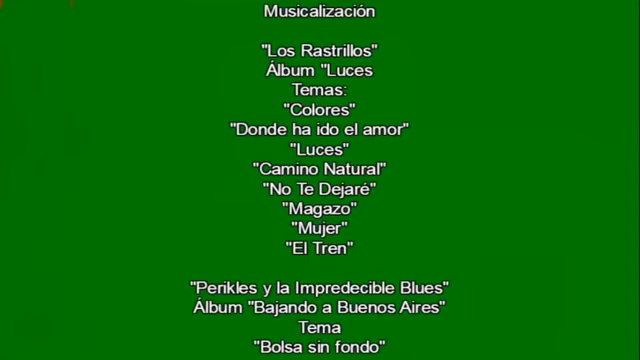 Musicalización
"Los Rastrillos"
Álbum "Luces
Temas:
"Colores"
"Donde ha ido el amor"
"Luces"
"Camino Natural"
"No Te Dejaré"
"Magazo"
"Mujer"
"El Tren"
"Perikles y la Impredecible Blues"
Álbum "Bajando a Buenos Aires"
Tema
"Bolsa sin fondo"